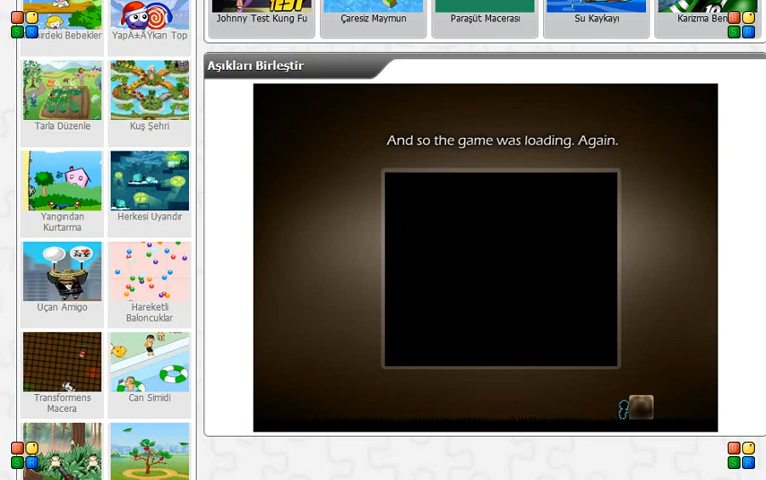 Johnny Test Kung Fu
Çaresiz Maymun
Paraşüt Macerası
Su Kaykayı
Karizma Ben
rdeki Bebekler
YapÄ±ÅŸkan Top
Aşıkları Birleştir
Tarla Düzenle
Kuş Şehri
And so the game was loading. Again.
Yangından
Kurtarma
Herkesi Uyandır
Uçan Amigo
Hareketli
Baloncuklar
Transformens
Macera
Can Simidi